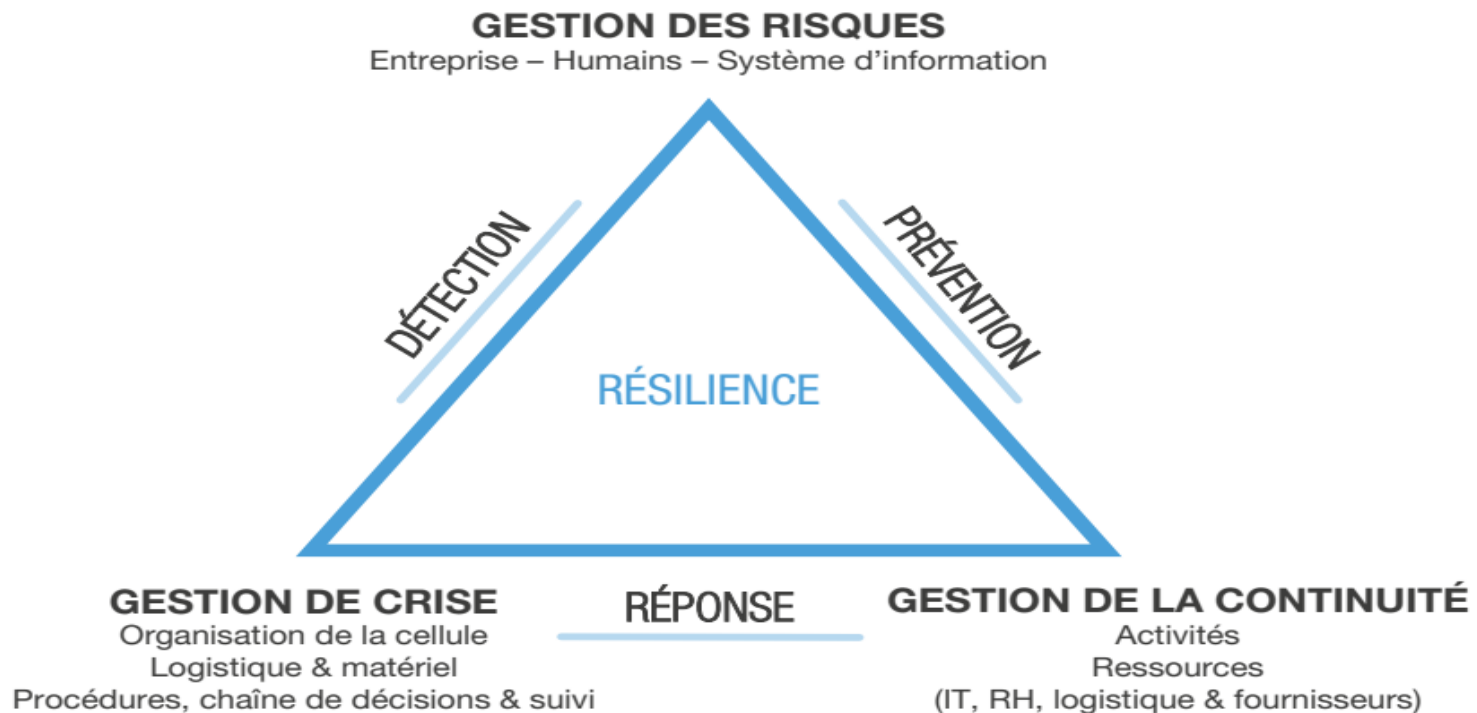 GESTION DES RISQUES
Entreprise – Humains – Système d’information
DÉTECTION
PRÉVENTION
RÉSILIENCE
GESTION DE CRISE
Organisation de la cellule
Logistique & matériel
Procédures, chaîne de décisions & suivi
RÉPONSE
GESTION DE LA CONTINUITÉ
Activités
Ressources
(IT, RH, logistique & fournisseurs)